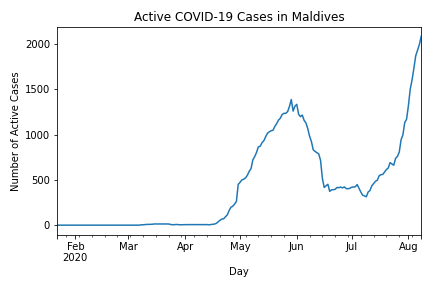 Active COVID-19 Cases in Maldives
Number of Active Cases
2000
1500
1000
500
0
Feb Mar Apr May Jun Jul Aug
2020
Day